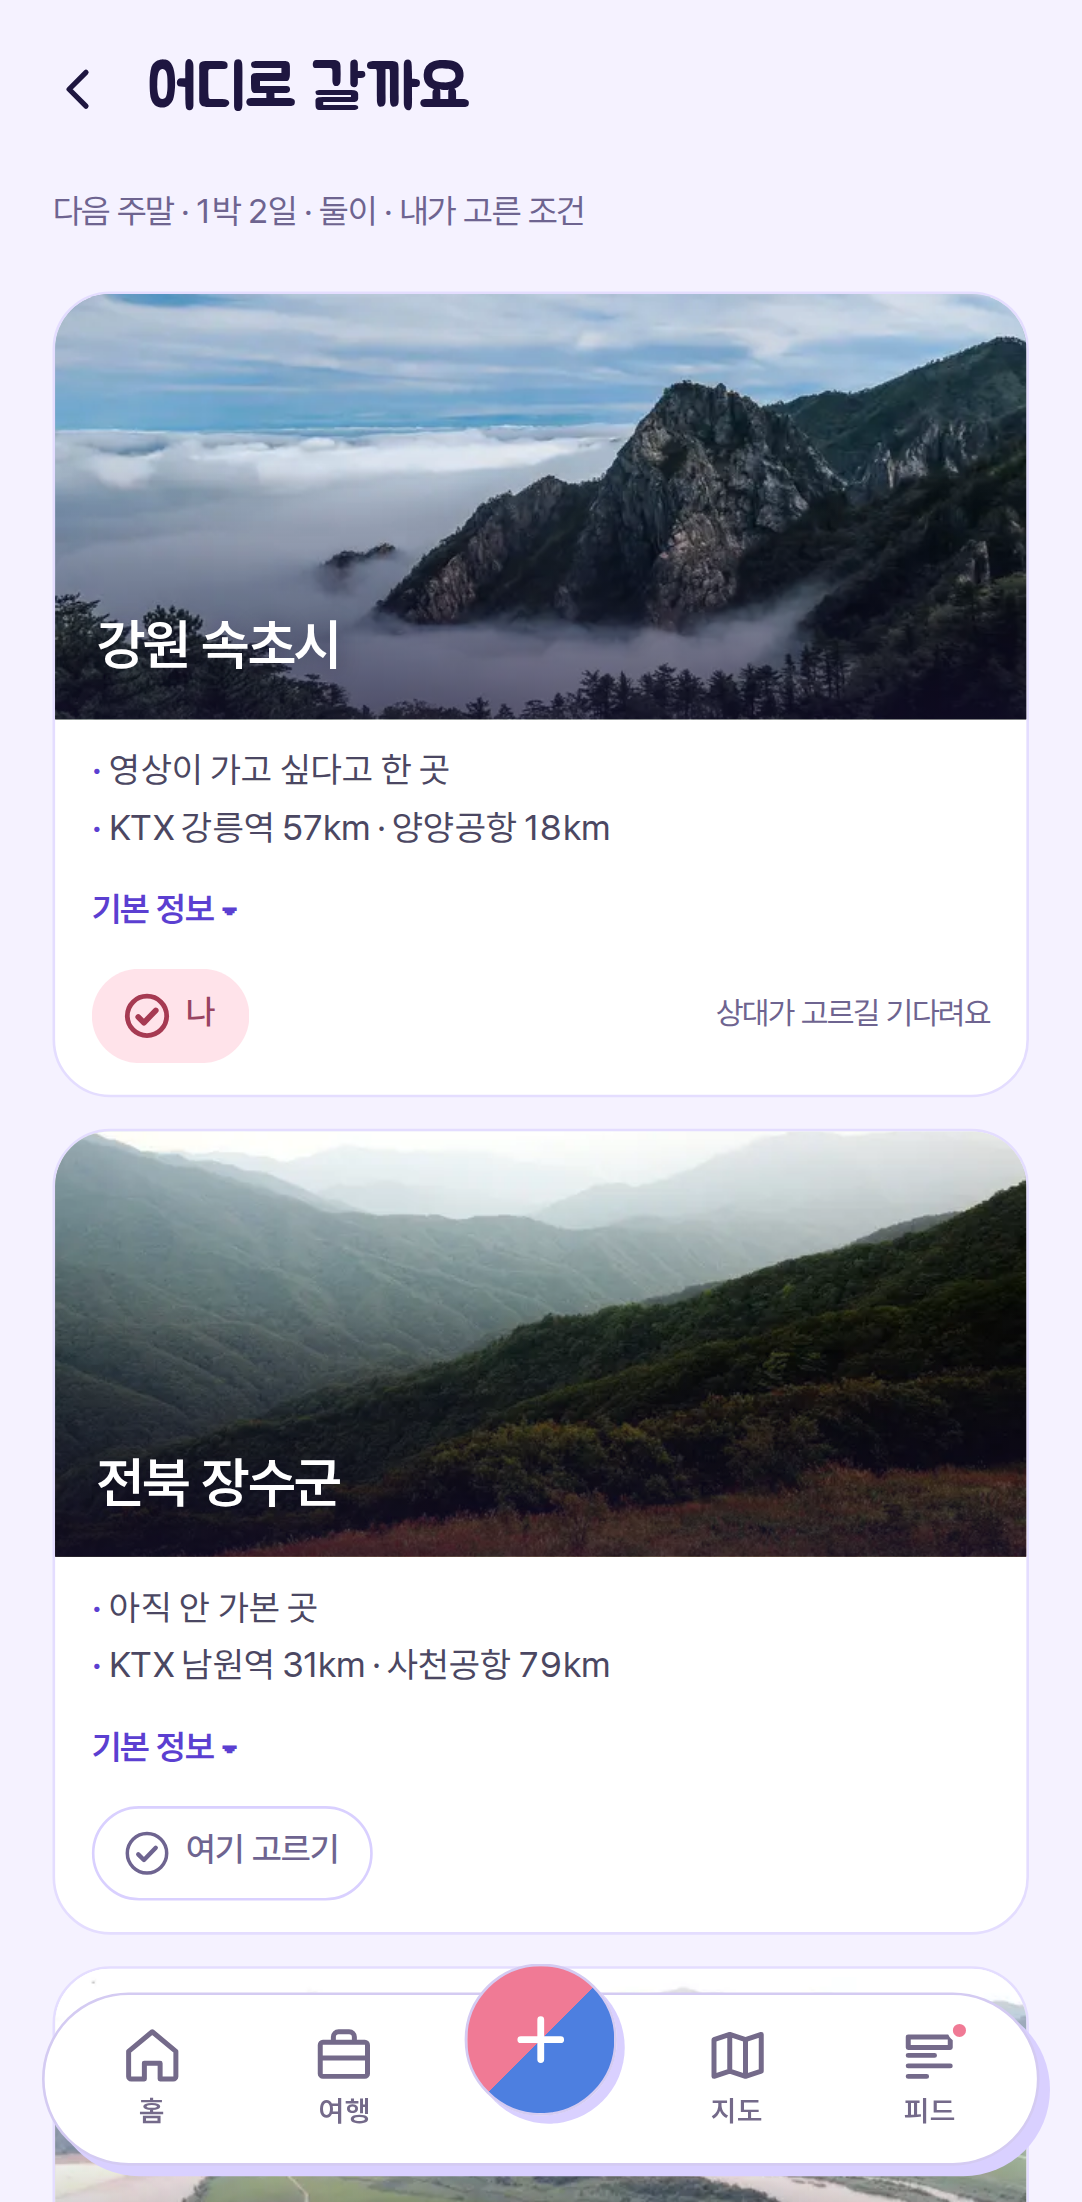 어디로 갈까요
다음 주말 · 1박 2일 · 둘이 · 내가 고른 조건
강원 속초시
· 영상이 가고 싶다고 한 곳
· KTX 강릉역 57km · 양양공항 18km
기본 정보
나
상대가 고르길 기다려요
전북 장수군
· 아직 안 가본 곳
· KTX 남원역 31km · 사천공항 79km
기본 정보
여기 고르기
홈
여행
지도
피드